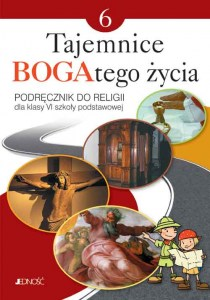 6
Tajemnice
BOGAtego życia
PODRĘCZNIK DO RELIGII
dla klasy VI szkoły podstawowej
JEDNOŚĆ